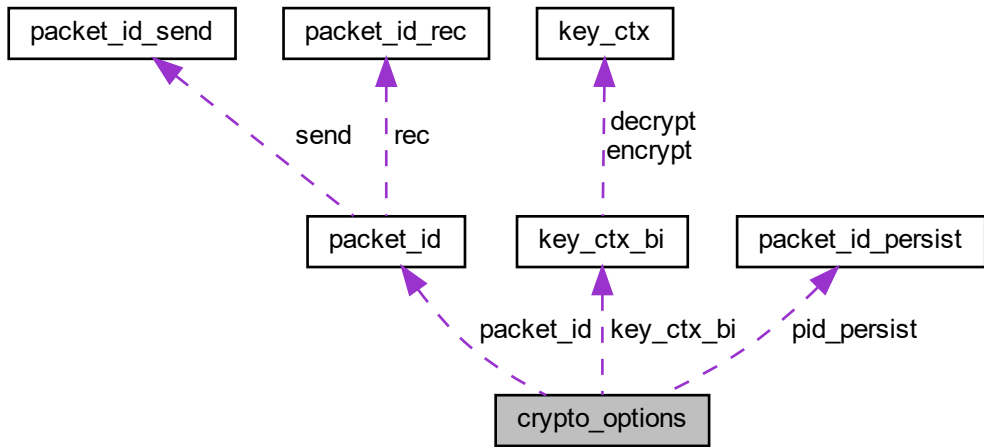 packet_id_send
packet_id_rec
key_ctx
send
rec
decrypt
encrypt
packet_id
key_ctx_bi
packet_id_persist
packet_id
key_ctx_bi
pid_persist
crypto_options